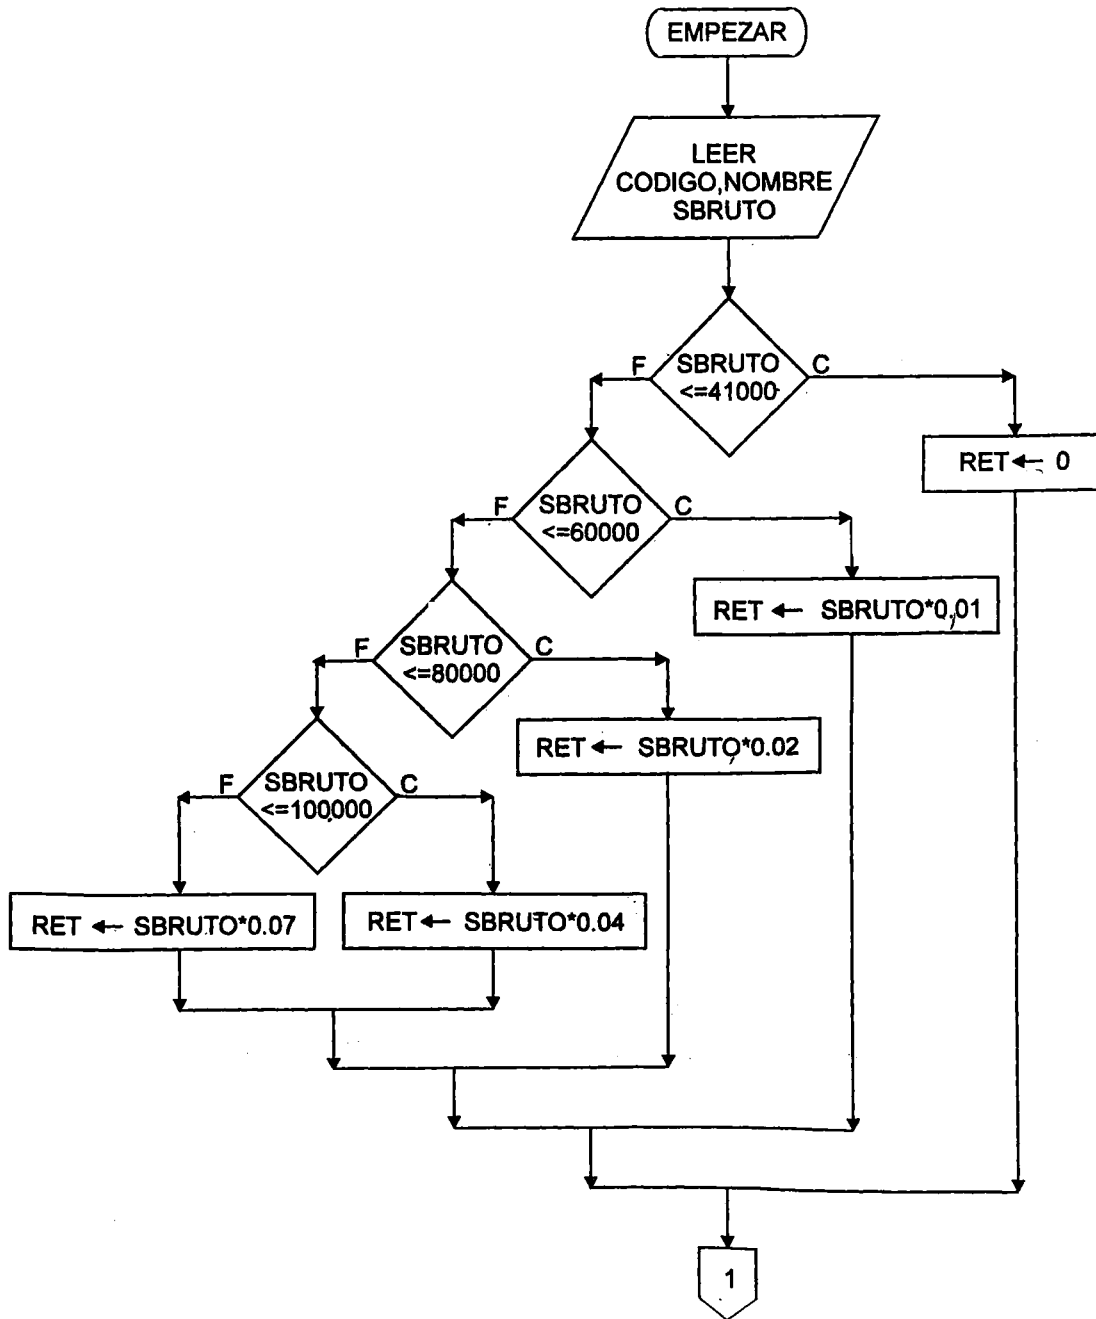 EMPEZAR
LEER
CODIGO,NOMBRE
SBRUTO
F
SBRUTO
<=41000
C
RET ← 0
F
SBRUTO
<=60000
C
RET ← SBRUTO*0.01
F
SBRUTO
<=80000
C
RET ← SBRUTO*0.02
F
SBRUTO
<=100000
C
RET ← SBRUTO*0.07
RET ← SBRUTO*0.04
1